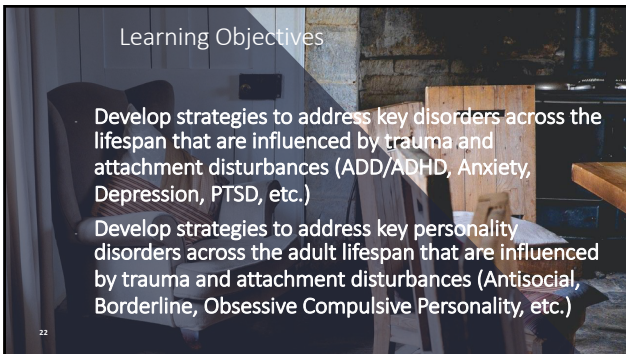 Learning Objectives
Develop strategies to address key disorders across the
lifespan that are influenced by trauma and
attachment disturbances (ADD/ADHD, Anxiety,
Depression, PTSD, etc.)
Develop strategies to address key personality
disorders across the adult lifespan that are influenced
by trauma and attachment disturbances (Antisocial,
Borderline, Obsessive Compulsive Personality, etc.)
22